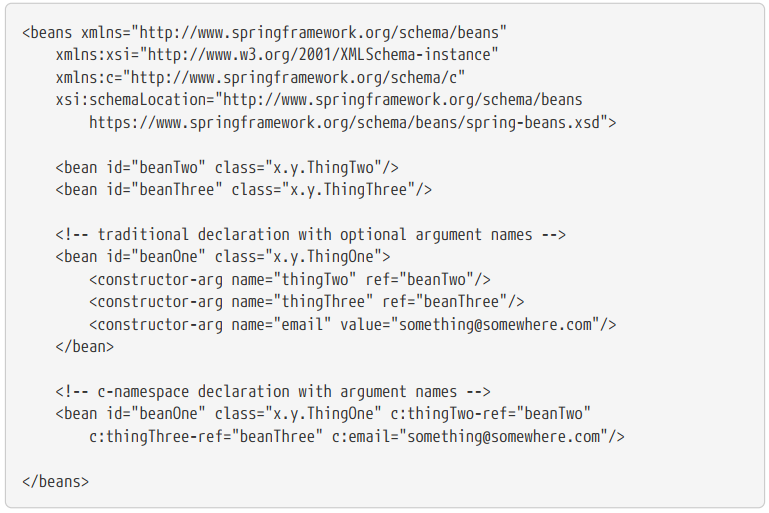 <beans xmlns="http://www.springframework.org/schema/beans"
    xmlns:xsi="http://www.w3.org/2001/XMLSchema-instance"
    xmlns:c="http://www.springframework.org/schema/c"
    xsi:schemaLocation="http://www.springframework.org/schema/beans
        https://www.springframework.org/schema/beans/spring-beans.xsd">

    <bean id="beanTwo" class="x.y.ThingTwo"/>
    <bean id="beanThree" class="x.y.ThingThree"/>

    <!-- traditional declaration with optional argument names -->
    <bean id="beanOne" class="x.y.ThingOne">
        <constructor-arg name="thingTwo" ref="beanTwo"/>
        <constructor-arg name="thingThree" ref="beanThree"/>
        <constructor-arg name="email" value="something@somewhere.com"/>
    </bean>

    <!-- c-namespace declaration with argument names -->
    <bean id="beanOne" class="x.y.ThingOne" c:thingTwo-ref="beanTwo"
        c:thingThree-ref="beanThree" c:email="something@somewhere.com"/>

</beans>